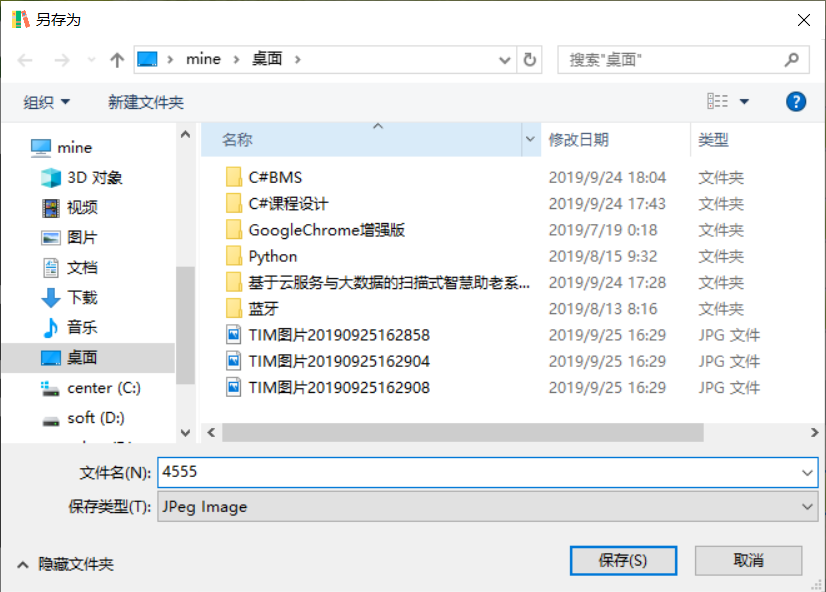 另存为
mine 桌面
搜索"桌面"
组织 新建文件夹
名称 修改日期 类型
mine
3D 对象
视频
图片
文档
下载
音乐
桌面
center (C:)
soft (D:)
C#BMS 2019/9/24 18:04 文件夹
C#课程设计 2019/9/24 17:43 文件夹
GoogleChrome增强版 2019/7/19 0:18 文件夹
Python 2019/8/15 9:32 文件夹
基于云服务与大数据的扫描式智慧助老系... 2019/9/24 17:28 文件夹
蓝牙 2019/8/13 8:16 文件夹
TIM图片20190925162858 2019/9/25 16:29 JPG 文件
TIM图片20190925162904 2019/9/25 16:29 JPG 文件
TIM图片20190925162908 2019/9/25 16:29 JPG 文件
文件名(N): 4555
保存类型(T): JPeg Image
隐藏文件夹 保存(S) 取消